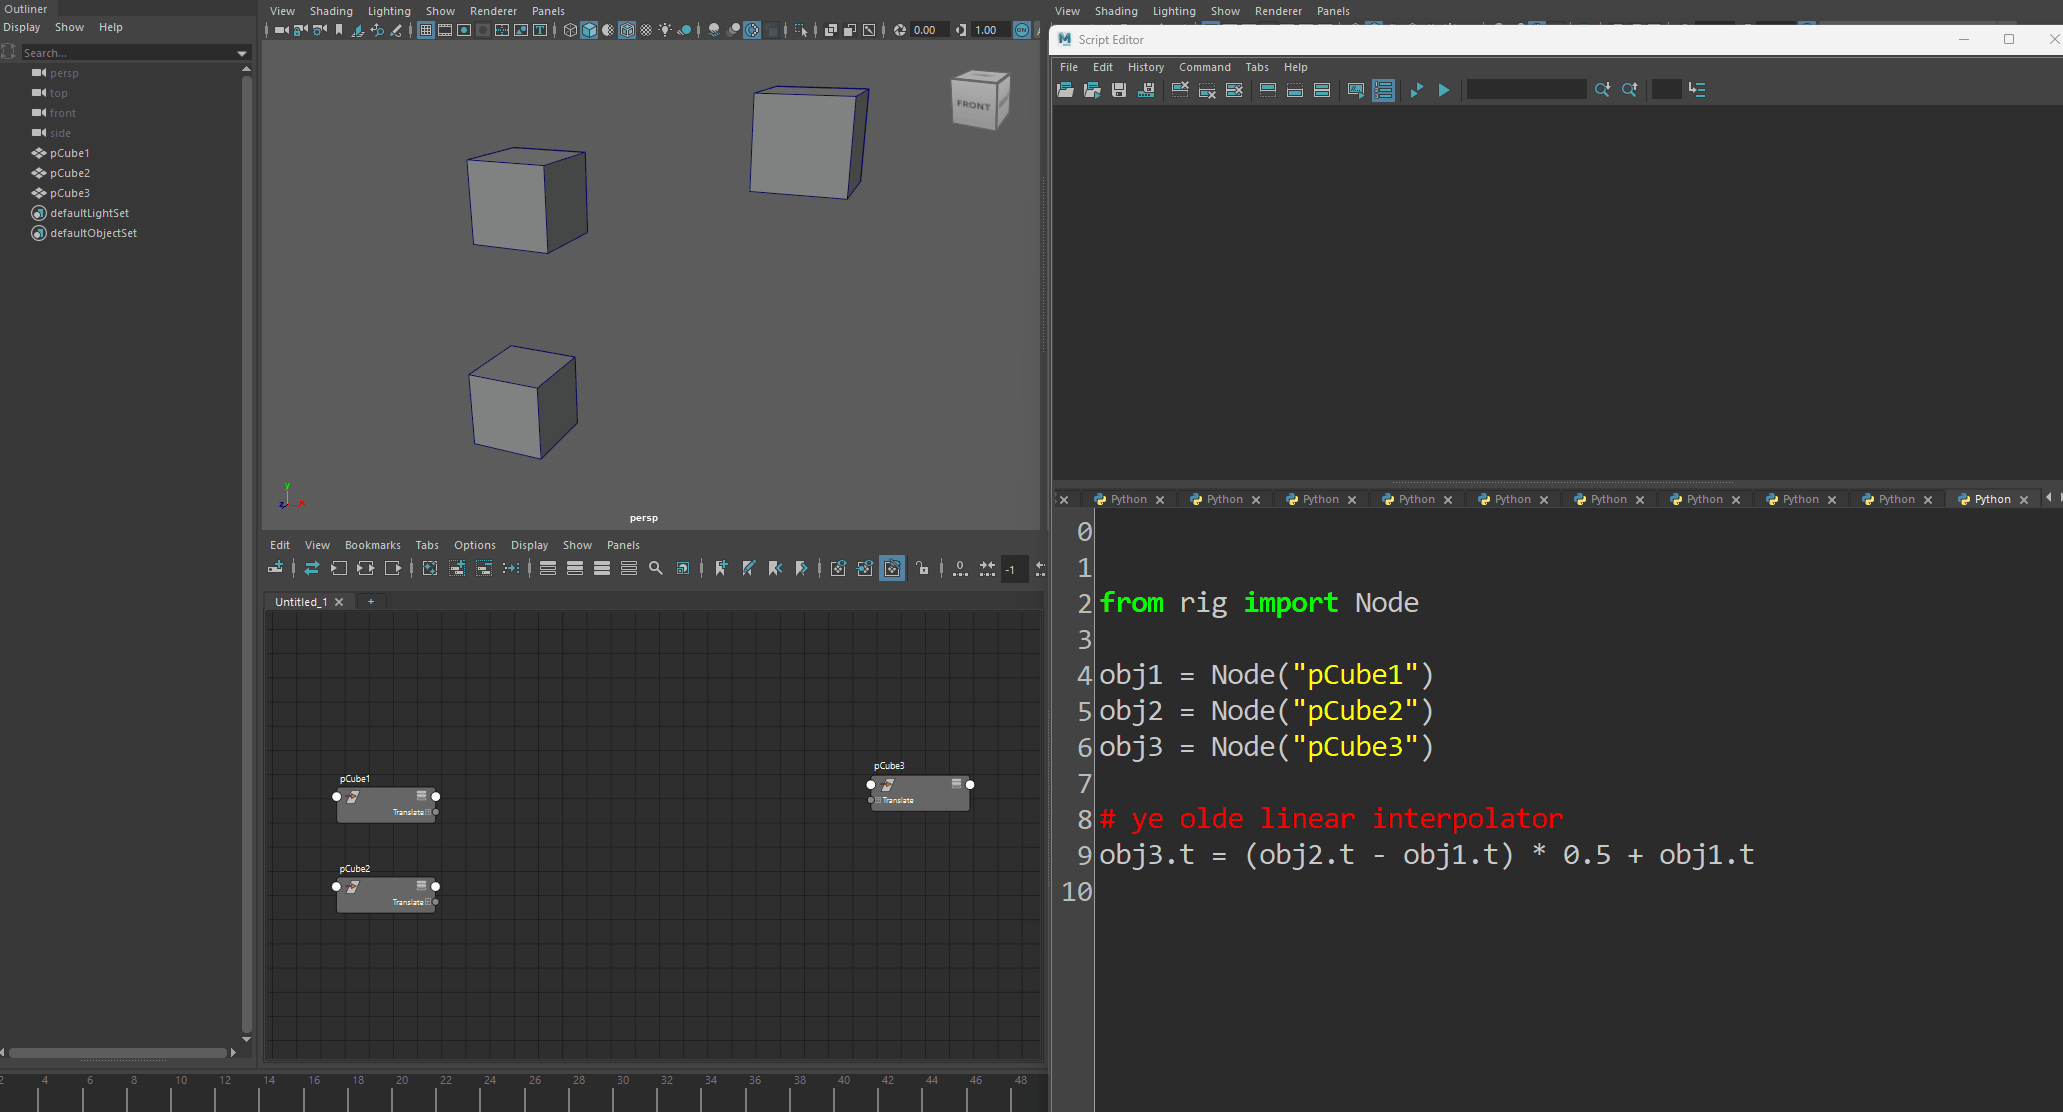 Outliner
Display Show Help
Search...
persp
top
front
side
pCube1
pCube2
pCube3
defaultLightSet
defaultObjectSet
View Shading Lighting Show Renderer Panels
0.00 1.00
FRONT
y
z x
persp
Edit View Bookmarks Tabs Options Display Show Panels
0 -1
Untitled_1 +
pCube1
Translate
pCube2
Translate
pCube3
Translate
2 4 6 8 10 12 14 16 18 20 22 24 26 28 30 32 34 36 38 40 42 44 46 48
View Shading Lighting Show Renderer Panels
M Script Editor
File Edit History Command Tabs Help
Python Python Python Python Python Python Python Python Python Python
0
1
2 from rig import Node
3
4 obj1 = Node("pCube1")
5 obj2 = Node("pCube2")
6 obj3 = Node("pCube3")
7
8 # ye olde linear interpolator
9 obj3.t = (obj2.t - obj1.t) * 0.5 + obj1.t
10